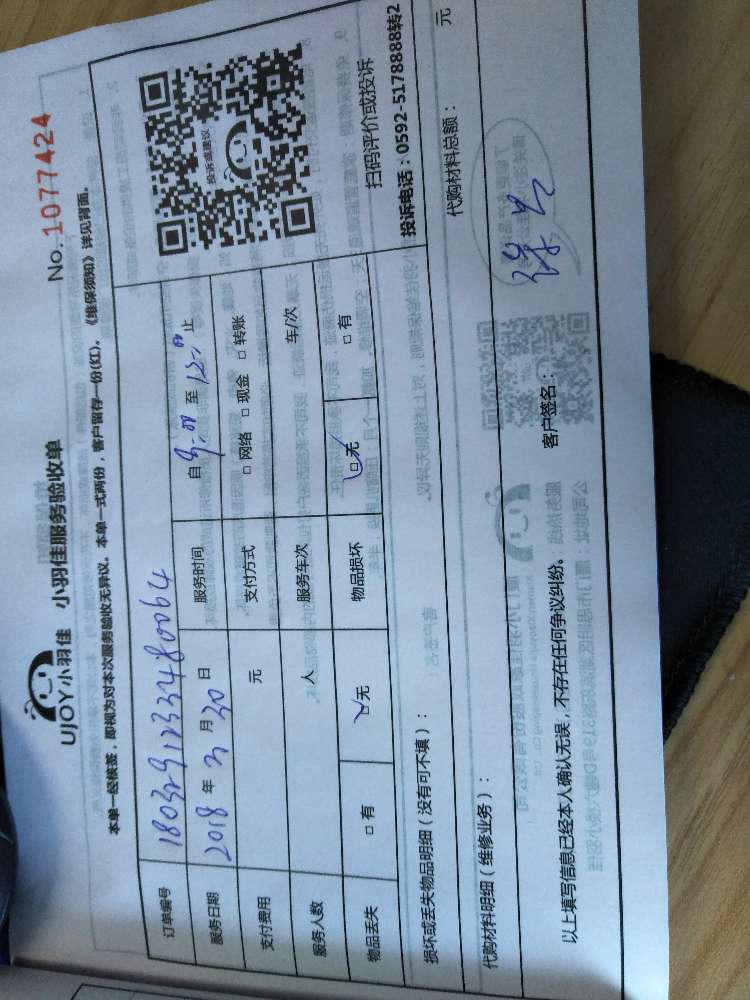 UJOY小羽佳 小羽佳服务验收单
No. 1077424
本单一经核签，即视为对本次服务验收无异议。本单一式两份，客户留存一份(红)。《维保须知》详见背面。
订单编号 1803291233480064
服务日期 2018 年 3 月 30 日 服务时间 自 至 12:00 止
支付费用 元 支付方式 □ 网络 □ 现金 □ 转账
服务人数 人 服务车次 车/次
物品丢失 □ 有 □ 无 物品损坏 □ 无 □ 有
投诉或建议
扫码评价或投诉
投诉电话：0592-5178888转2
损坏或丢失物品明细（没有可不填）：
代购材料明细（维修业务）： 代购材料总额： 元
以上填写信息已经本人确认无误，不存在任何争议纠纷。 客户签名：